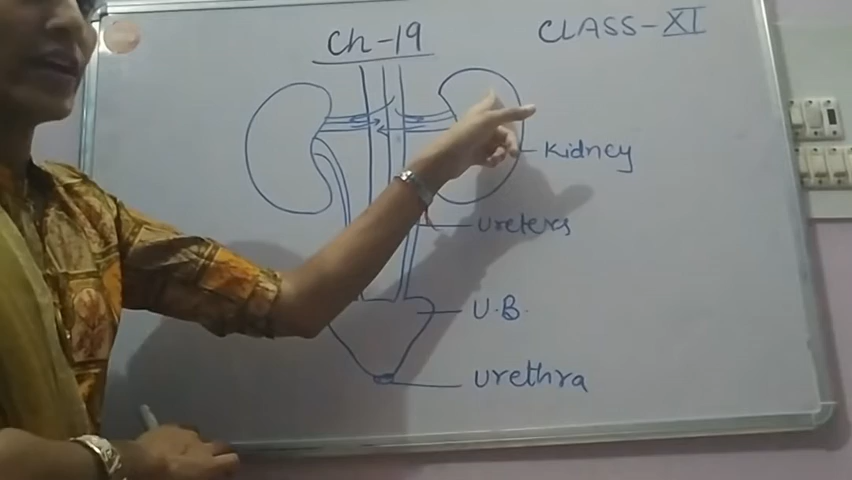 Ch-19
CLASS-XI
Kidney
Ureters
U.B.
Urethra